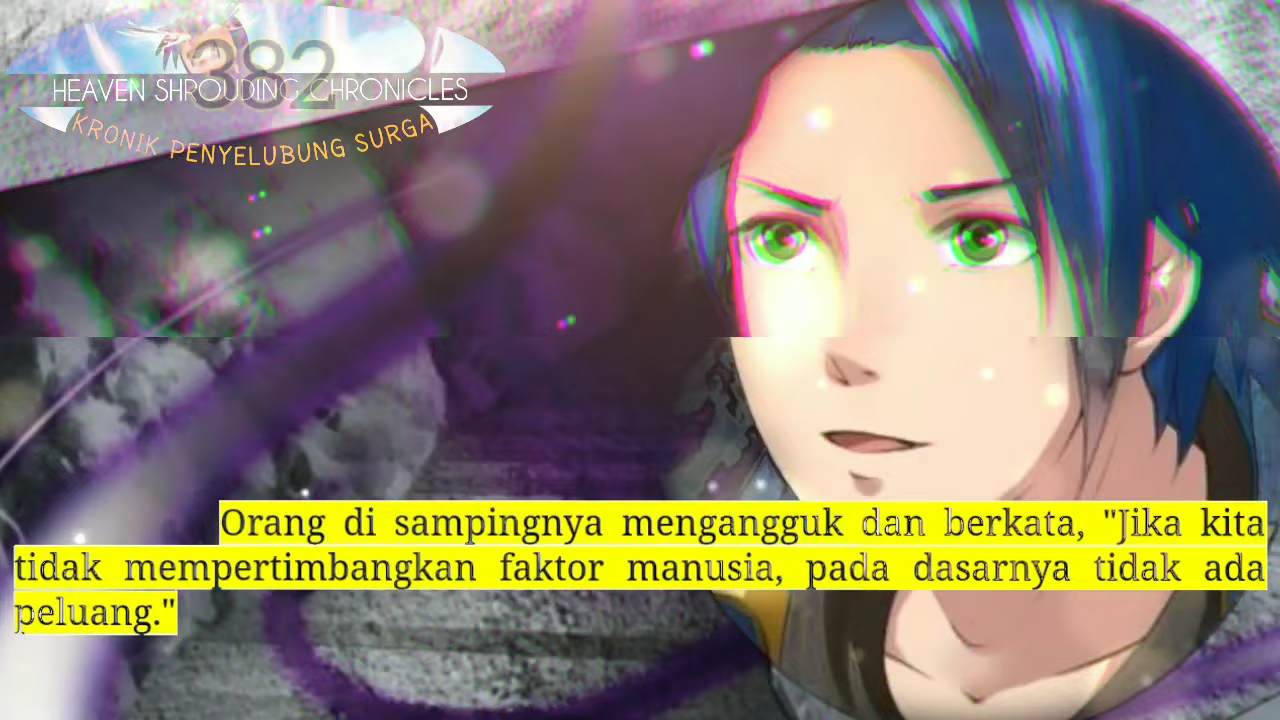 382
HEAVEN SHROUDING CHRONICLES
KRONIK PENYELUBUNG SURGA
Orang di sampingnya mengangguk dan berkata, "Jika kita
tidak mempertimbangkan faktor manusia, pada dasarnya tidak ada
peluang."